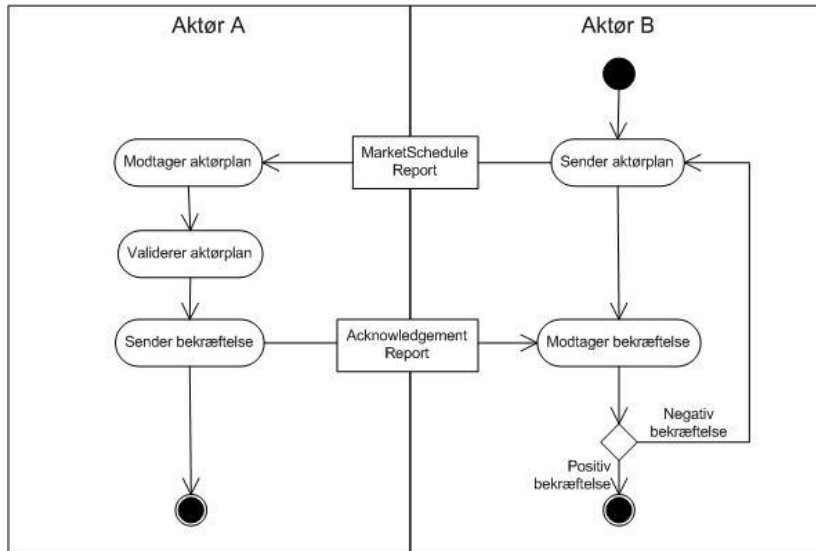 Aktør A
Aktør B
Modtager aktørplan
MarketSchedule
Report
Sender aktørplan
Validerer aktørplan
Sender bekræftelse
Acknowledgement
Report
Modtager bekræftelse
Negativ
bekræftelse
Positiv
bekræftelse